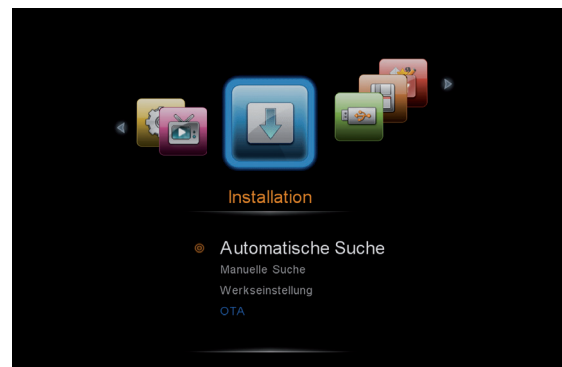 Installation
Automatische Suche
Manuelle Suche
Werkseinstellung
OTA